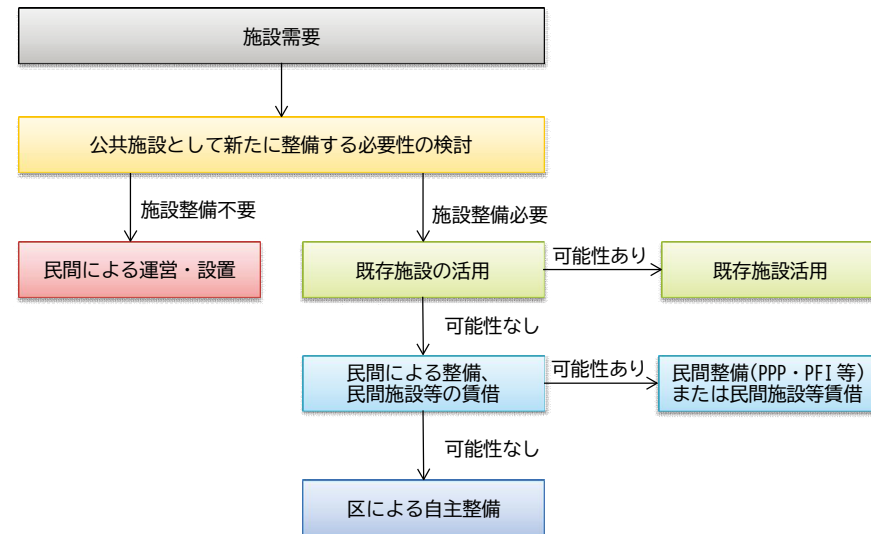 施設需要
公共施設として新たに整備する必要性の検討
施設整備不要
施設整備必要
民間による運営・設置
既存施設の活用
可能性あり
既存施設活用
可能性なし
民間による整備、
民間施設等の賃借
可能性あり
民間整備(PPP・PFI等)
または民間施設等賃借
可能性なし
区による自主整備